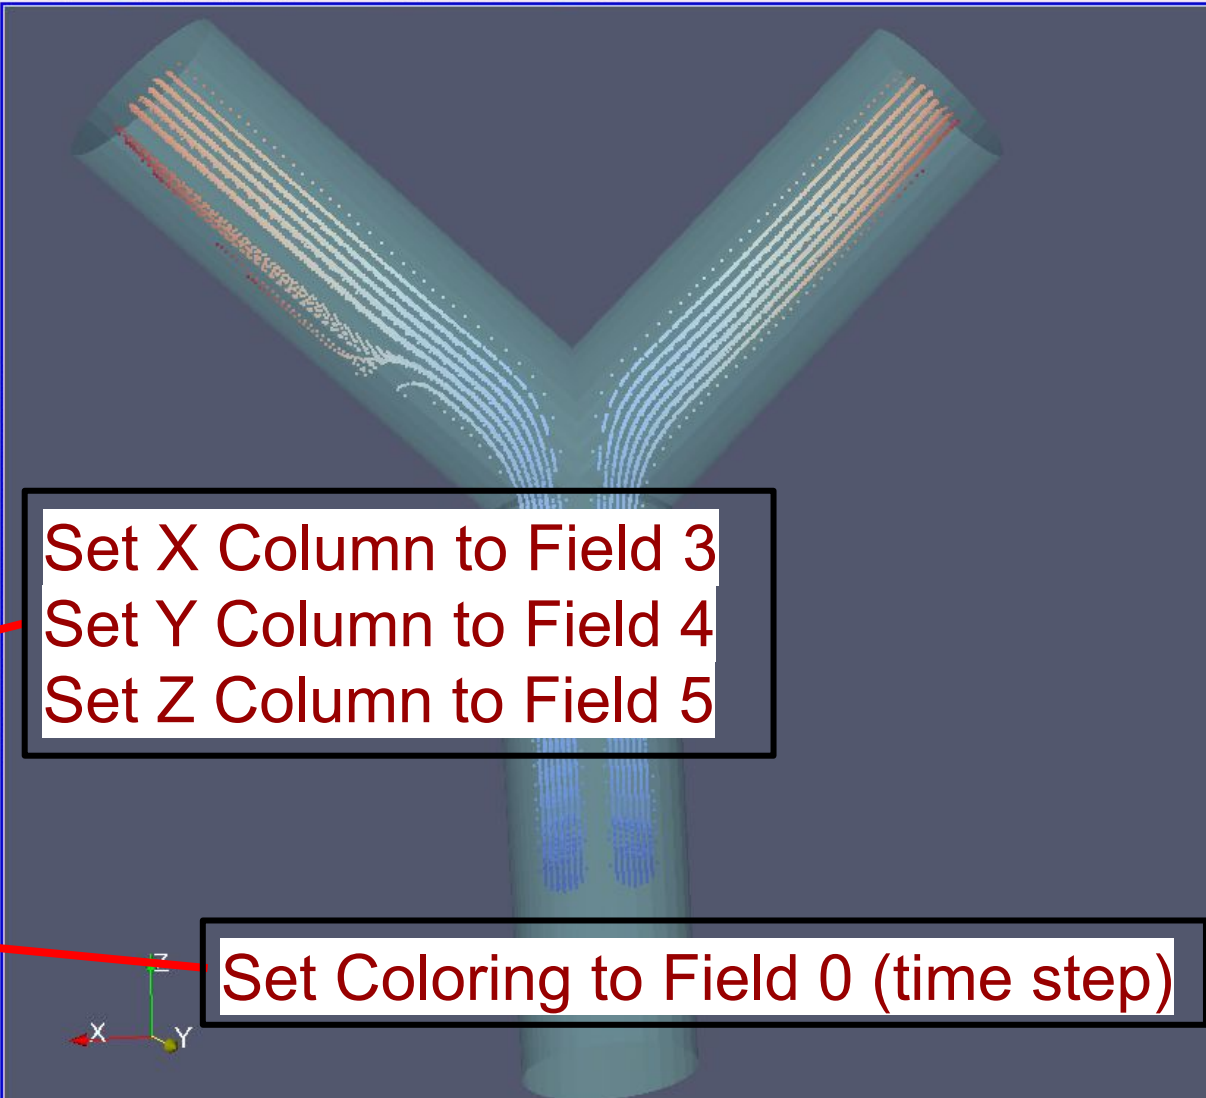 Set X Column to Field 3
Set Y Column to Field 4
Set Z Column to Field 5
Set Coloring to Field 0 (time step)
Z
X
Y